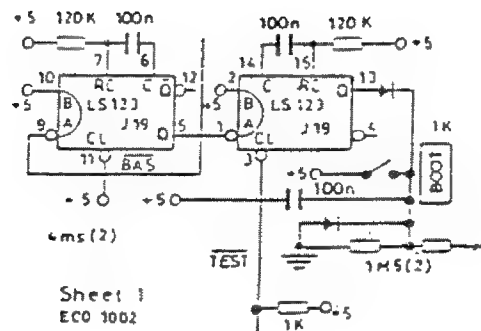 120K
100n
100n
120K
+5
7
6
14
15
+5
10
RC
C
12
2
C
RC
13
+5
B
LS123
Q
+5
B
LS123
Q
9
A
J19
5
1
A
J19
4
CL
CL
11
BAS
3
1K
+5
BOOT
+5
+5
100n
4ms(2)
TEST
1M5(2)
Sheet 1
ECO 1002
+5
1K